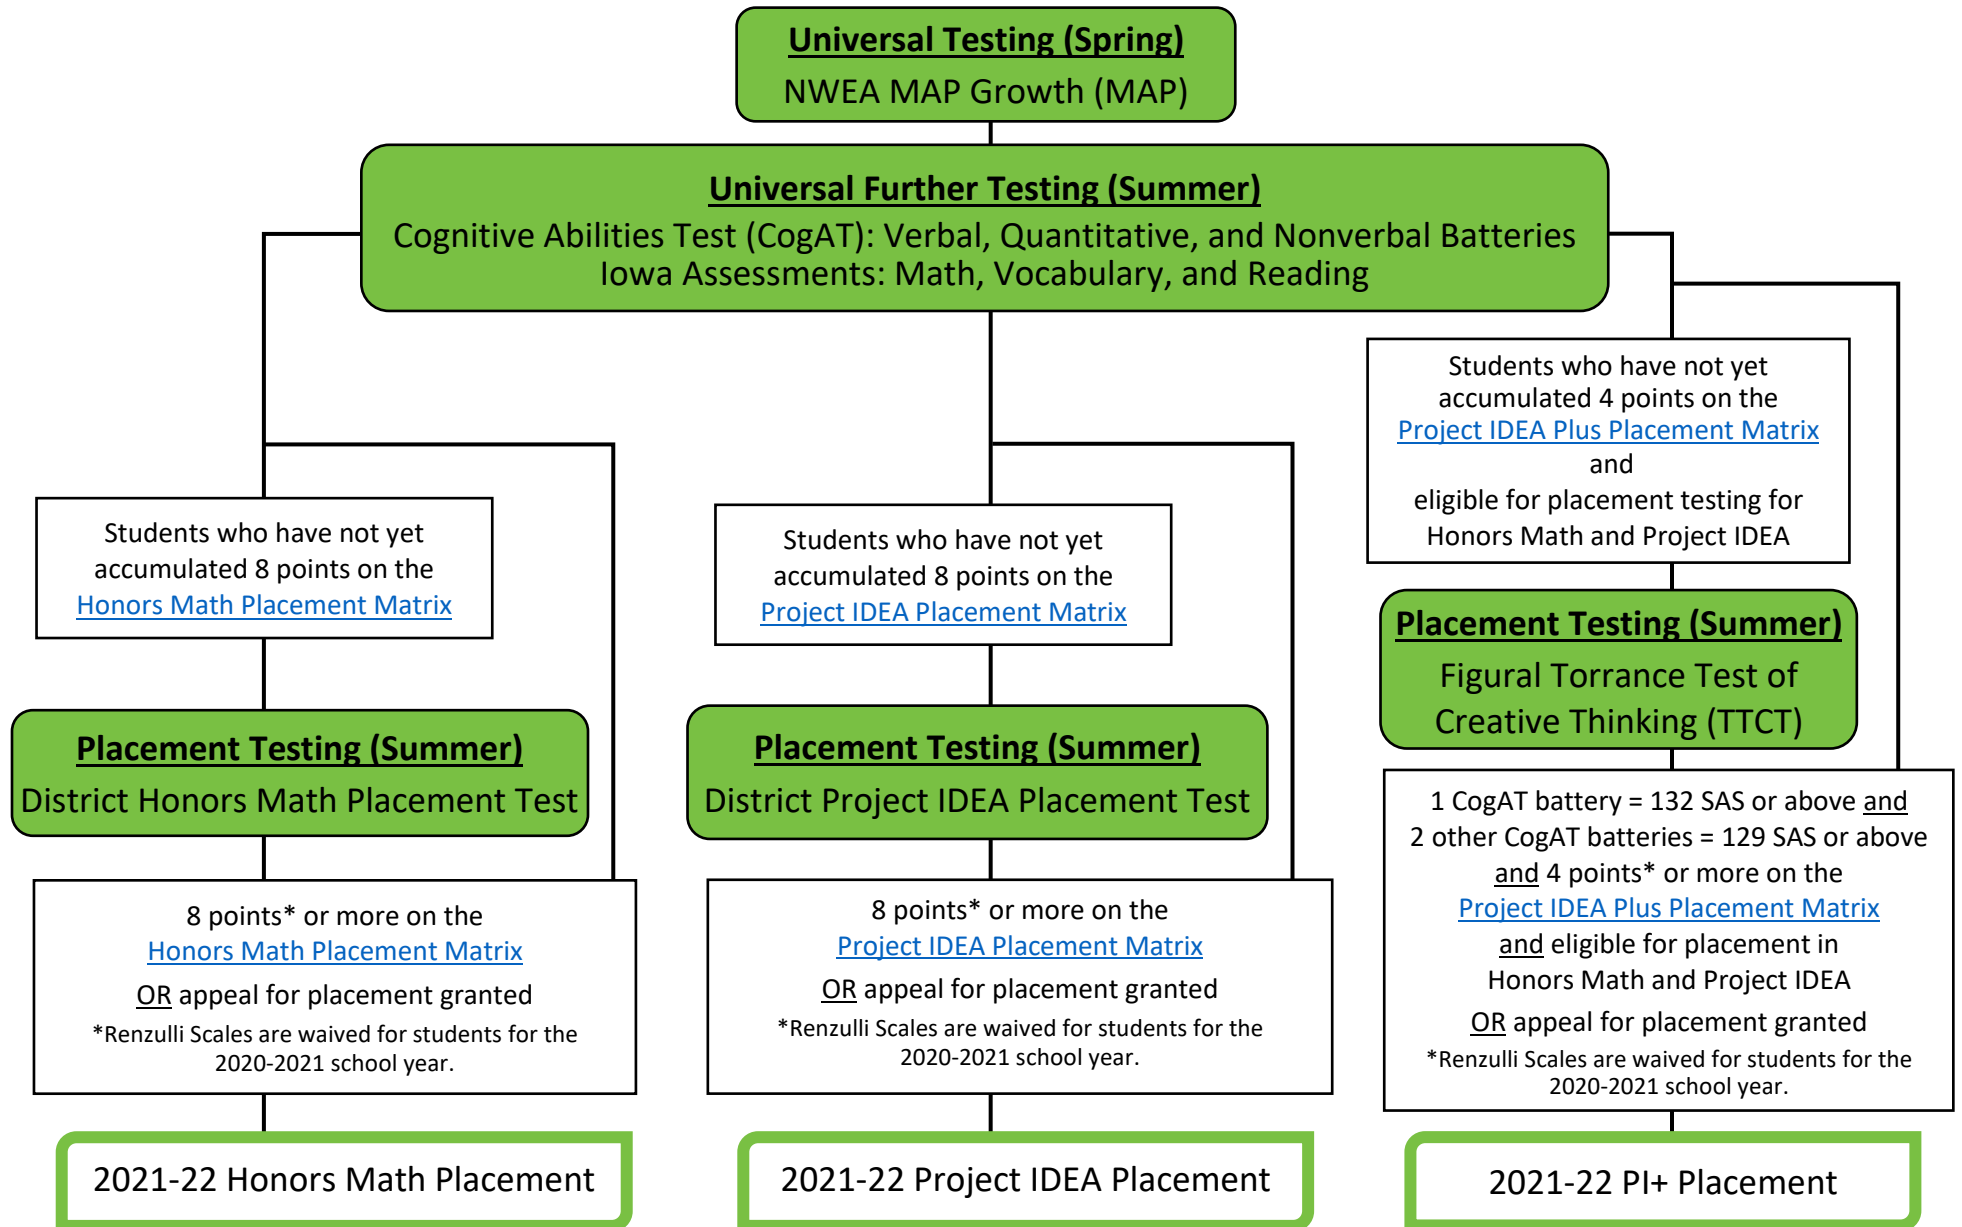 Universal Testing (Spring)
NWEA MAP Growth (MAP)
Universal Further Testing (Summer)
Cognitive Abilities Test (CogAT): Verbal, Quantitative, and Nonverbal Batteries
Iowa Assessments: Math, Vocabulary, and Reading
Students who have not yet
accumulated 8 points on the
Honors Math Placement Matrix
Placement Testing (Summer)
District Honors Math Placement Test
8 points* or more on the
Honors Math Placement Matrix
OR appeal for placement granted
*Renzulli Scales are waived for students for the
2020-2021 school year.
2021-22 Honors Math Placement
Students who have not yet
accumulated 8 points on the
Project IDEA Placement Matrix
Placement Testing (Summer)
District Project IDEA Placement Test
8 points* or more on the
Project IDEA Placement Matrix
OR appeal for placement granted
*Renzulli Scales are waived for students for the
2020-2021 school year.
2021-22 Project IDEA Placement
Students who have not yet
accumulated 4 points on the
Project IDEA Plus Placement Matrix
and
eligible for placement testing for
Honors Math and Project IDEA
Placement Testing (Summer)
Figural Torrance Test of
Creative Thinking (TTCT)
1 CogAT battery = 132 SAS or above and
2 other CogAT batteries = 129 SAS or above
and 4 points* or more on the
Project IDEA Plus Placement Matrix
and eligible for placement in
Honors Math and Project IDEA
OR appeal for placement granted
*Renzulli Scales are waived for students for the
2020-2021 school year.
2021-22 PI+ Placement